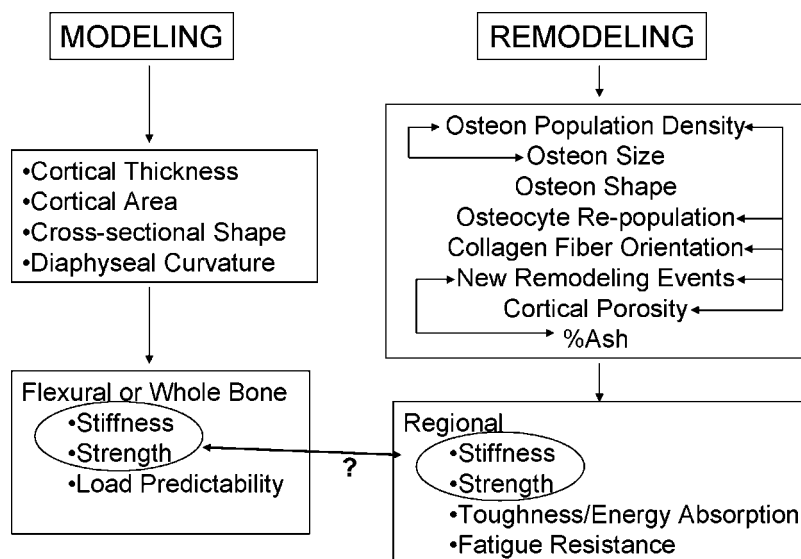 MODELING
•Cortical Thickness
•Cortical Area
•Cross-sectional Shape
•Diaphyseal Curvature
Flexural or Whole Bone
•Stiffness
•Strength
•Load Predictability
?
REMODELING
Osteon Population Density
Osteon Size
Osteon Shape
Osteocyte Re-population
Collagen Fiber Orientation
New Remodeling Events
Cortical Porosity
%Ash
Regional
•Stiffness
•Strength
•Toughness/Energy Absorption
•Fatigue Resistance